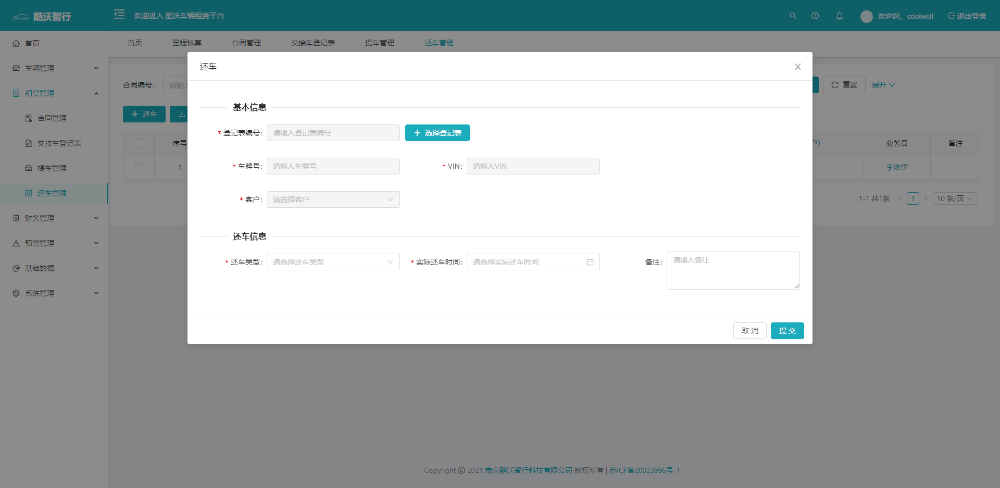 COOLWELL 酷沃智行
欢迎进入 酷沃车辆租赁平台
欢迎您，coolwell
退出登录
首页
车辆管理
租赁管理
合同管理
交接车登记表
提车管理
还车管理
财务管理
预警管理
基础数据
系统管理
首页 里程核算 合同管理 交接车登记表 提车管理 还车管理
合同编号：
请输入
重置
展开
还车
序号
户）
业务员
备注
1
李依伊
1-1 共1条
1
10 条/页
还车
基本信息
* 登记表编号：
请输入登记表编号
选择登记表
* 车牌号：
请输入车牌号
* VIN：
请输入VIN
* 客户：
请选择客户
还车信息
* 还车类型：
请选择还车类型
* 实际还车时间：
请选择实际还车时间
备注：
请输入备注
取 消
提 交
Copyright © 2021 南京酷沃智行科技有限公司 版权所有 | 苏ICP备20023996号-1